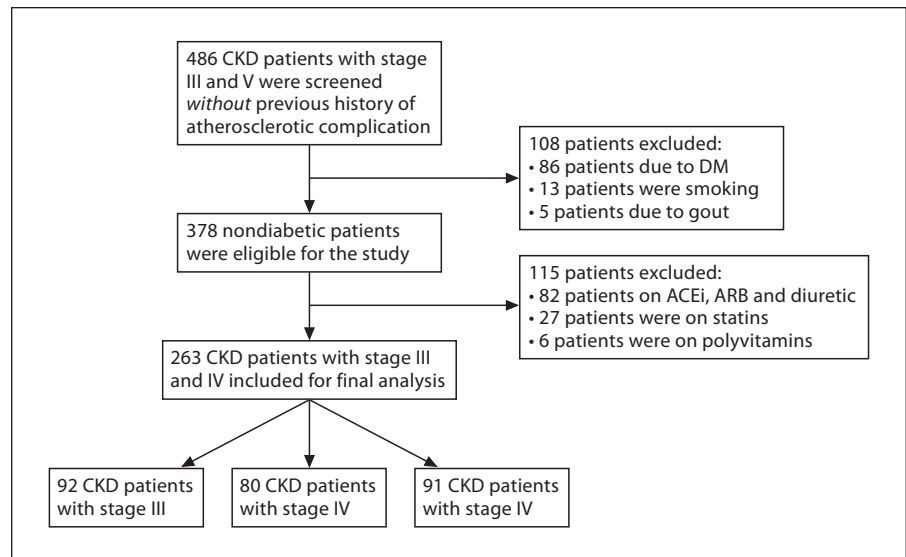 486 CKD patients with stage
III and V were screened
without previous history of
atherosclerotic complication
108 patients excluded:
• 86 patients due to DM
• 13 patients were smoking
• 5 patients due to gout
378 nondiabetic patients
were eligible for the study
115 patients excluded:
• 82 patients on ACEi, ARB and diuretic
• 27 patients were on statins
• 6 patients were on polyvitamins
263 CKD patients with stage III
and IV included for final analysis
92 CKD patients
with stage III
80 CKD patients
with stage IV
91 CKD patients
with stage IV